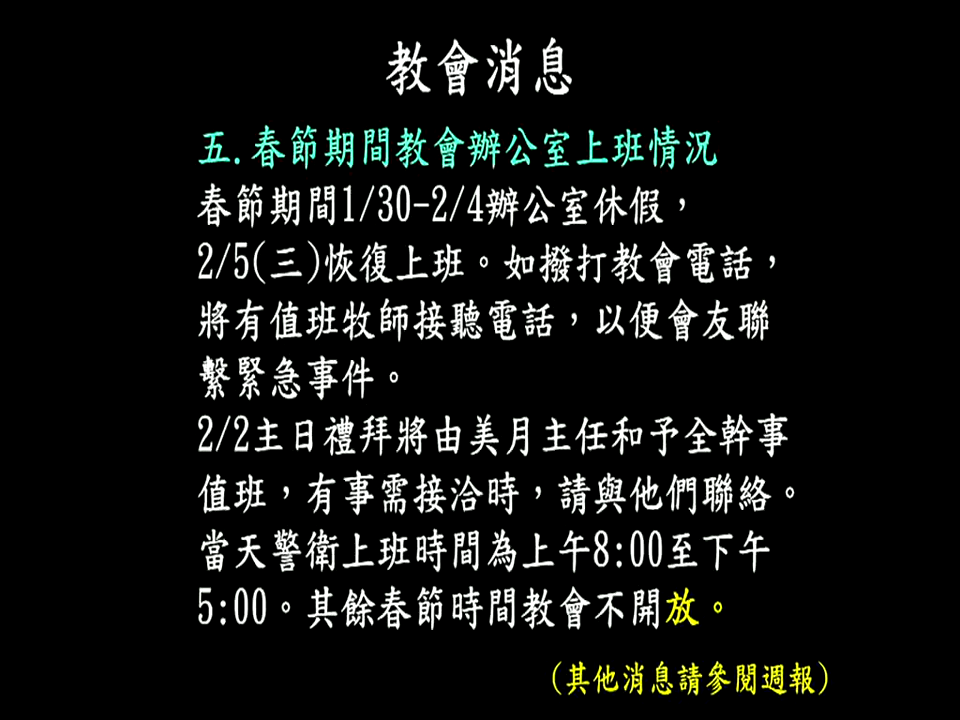 教會消息
五.春節期間教會辦公室上班情況
春節期間1/30-2/4辦公室休假，
2/5(三)恢復上班。如撥打教會電話，
將有值班牧師接聽電話，以便會友聯
繫緊急事件。
2/2主日禮拜將由美月主任和予全幹事
值班，有事需接洽時，請與他們聯絡。
當天警衛上班時間為上午8:00至下午
5:00。其餘春節時間教會不開放。
(其他消息請參閱週報)